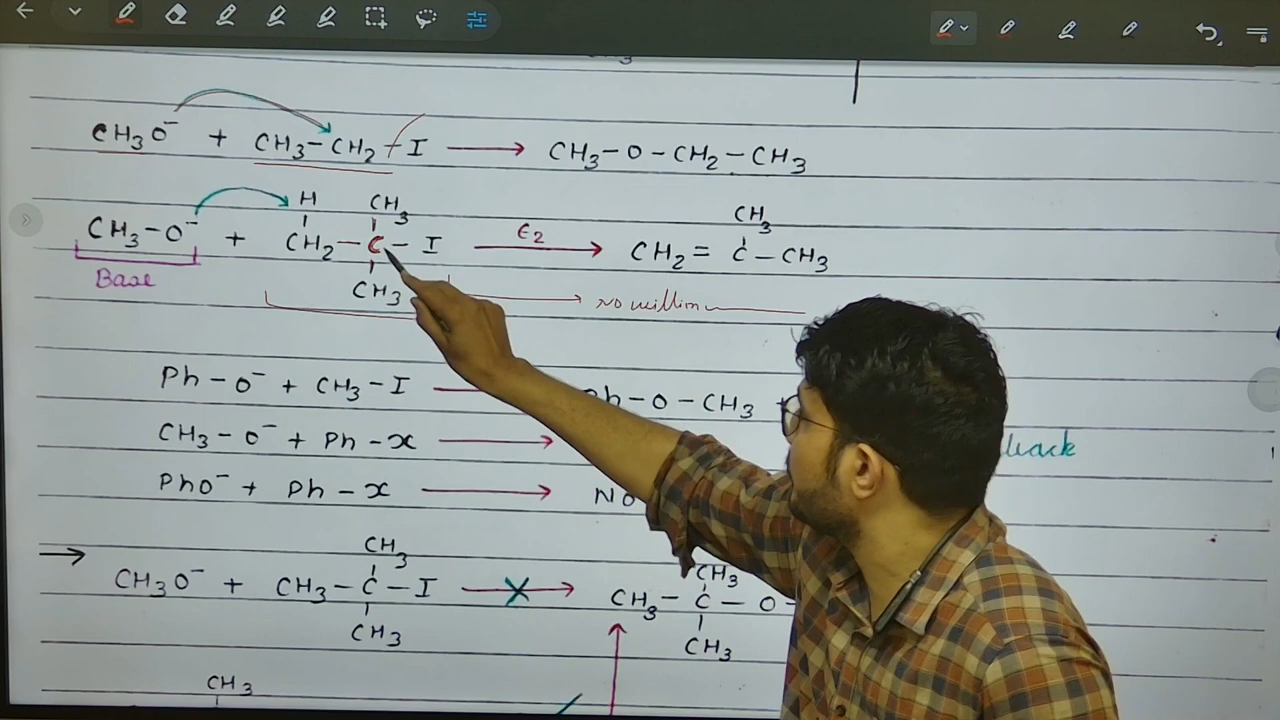 CH3O⁻ + CH3-CH2-I ⟶ CH3-O-CH2-CH3
H CH3 CH3
CH3-O⁻ + CH2-C-I E2 ⟶ CH2=C-CH3
Base CH3 ⟶ No
Ph-O⁻ + CH3-I ⟶ Ph-O-CH3 +
CH3-O⁻ + Ph-x ⟶
PhO⁻ + Ph-x ⟶ No
⟶ CH3 CH3
CH3O⁻ + CH3-C-I ⟶ CH3-C-O-
CH3 CH3
CH3